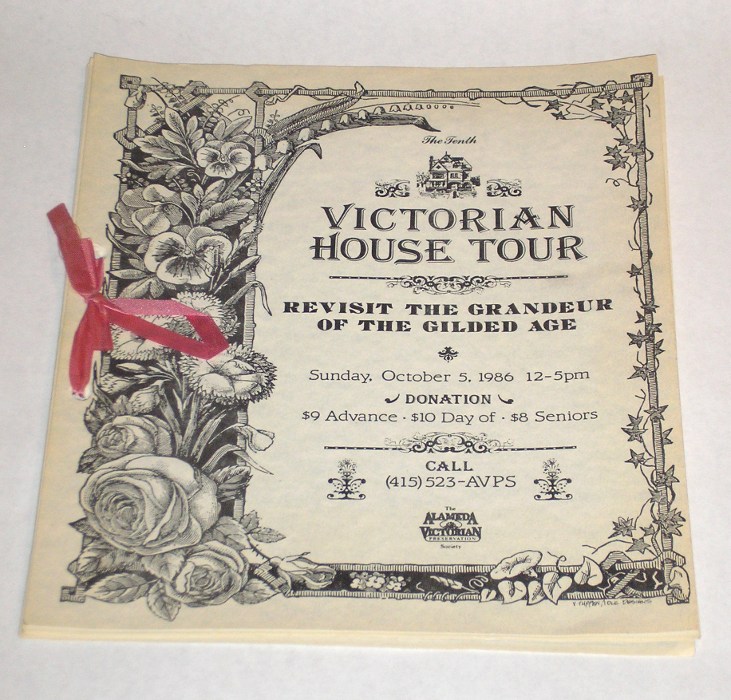 The Tenth
VICTORIAN
HOUSE TOUR
REVISIT THE GRANDEUR
OF THE GILDED AGE
Sunday, October 5, 1986 12-5pm
DONATION
$9 Advance · $10 Day of · $8 Seniors
CALL
(415) 523-AVPS
The
ALAMEDA
VICTORIAN
PRESERVATION
Society